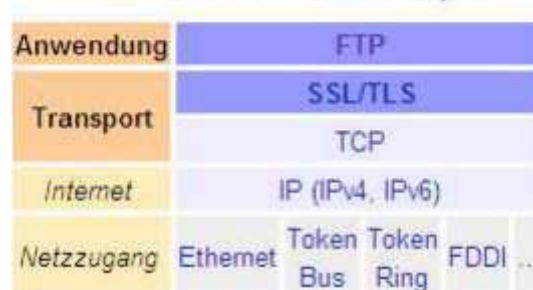 Anwendung FTP
Transport SSL/TLS
TCP
Internet IP (IPv4, IPv6)
Netzzugang Ethernet Token Bus Token Ring FDDI ...